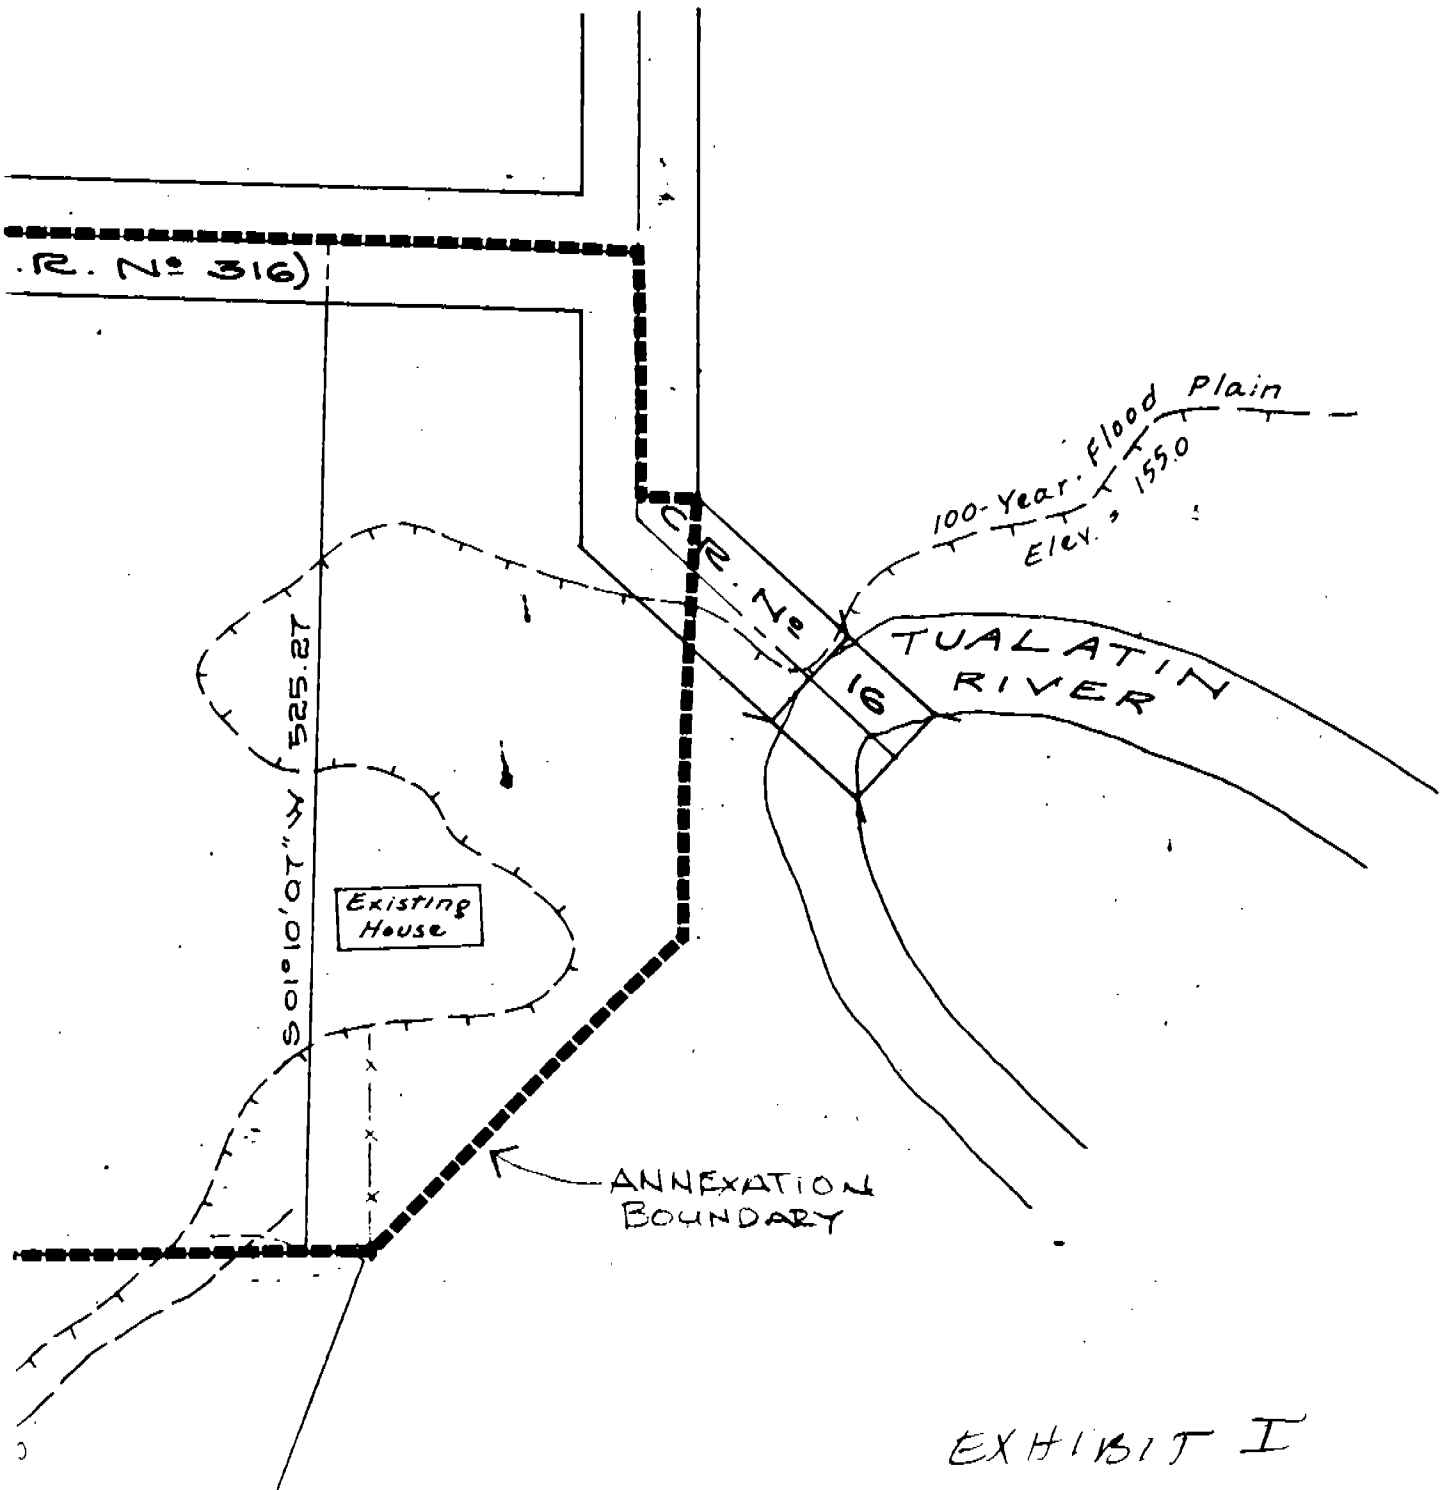 .R. Nº 316)
100-Year Flood Plain
Elev. = 155.0
C.R. Nº 16
TUALATIN
RIVER
S 01° 10' 07" W 525.27
Existing
House
ANNEXATION
BOUNDARY
EXHIBIT I